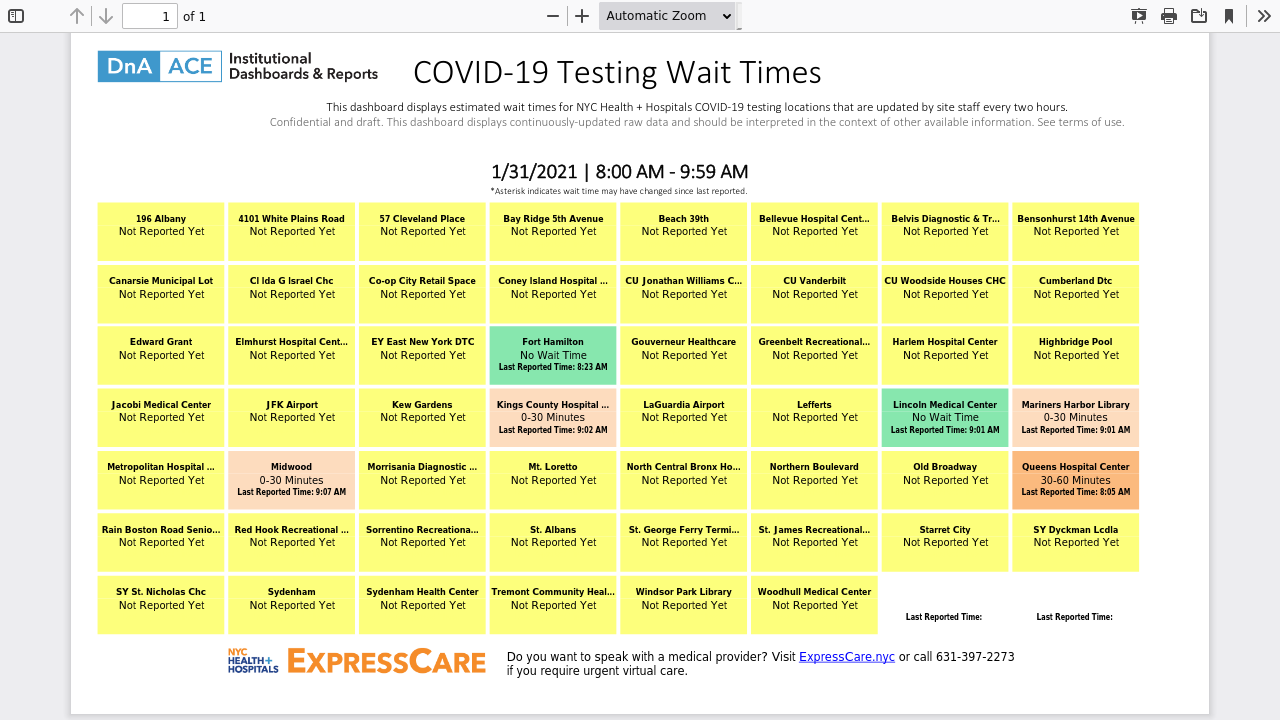 1 of 1
Automatic Zoom
DnA ACE Institutional
Dashboards & Reports
COVID-19 Testing Wait Times
This dashboard displays estimated wait times for NYC Health + Hospitals COVID-19 testing locations that are updated by site staff every two hours.
Confidential and draft. This dashboard displays continuously-updated raw data and should be interpreted in the context of other available information. See terms of use.
1/31/2021 | 8:00 AM - 9:59 AM
*Asterisk indicates wait time may have changed since last reported.
196 Albany
Not Reported Yet
4101 White Plains Road
Not Reported Yet
57 Cleveland Place
Not Reported Yet
Bay Ridge 5th Avenue
Not Reported Yet
Beach 39th
Not Reported Yet
Bellevue Hospital Cent...
Not Reported Yet
Belvis Diagnostic & Tr...
Not Reported Yet
Bensonhurst 14th Avenue
Not Reported Yet
Canarsie Municipal Lot
Not Reported Yet
CI Ida G Israel Chc
Not Reported Yet
Co-op City Retail Space
Not Reported Yet
Coney Island Hospital ...
Not Reported Yet
CU Jonathan Williams C...
Not Reported Yet
CU Vanderbilt
Not Reported Yet
CU Woodside Houses CHC
Not Reported Yet
Cumberland Dtc
Not Reported Yet
Edward Grant
Not Reported Yet
Elmhurst Hospital Cent...
Not Reported Yet
EY East New York DTC
Not Reported Yet
Fort Hamilton
No Wait Time
Last Reported Time: 8:23 AM
Gouverneur Healthcare
Not Reported Yet
Greenbelt Recreational...
Not Reported Yet
Harlem Hospital Center
Not Reported Yet
Highbridge Pool
Not Reported Yet
Jacobi Medical Center
Not Reported Yet
JFK Airport
Not Reported Yet
Kew Gardens
Not Reported Yet
Kings County Hospital ...
0-30 Minutes
Last Reported Time: 9:02 AM
LaGuardia Airport
Not Reported Yet
Lefferts
Not Reported Yet
Lincoln Medical Center
No Wait Time
Last Reported Time: 9:01 AM
Mariners Harbor Library
0-30 Minutes
Last Reported Time: 9:01 AM
Metropolitan Hospital ...
Not Reported Yet
Midwood
0-30 Minutes
Last Reported Time: 9:07 AM
Morrisania Diagnostic ...
Not Reported Yet
Mt. Loretto
Not Reported Yet
North Central Bronx Ho...
Not Reported Yet
Northern Boulevard
Not Reported Yet
Old Broadway
Not Reported Yet
Queens Hospital Center
30-60 Minutes
Last Reported Time: 8:05 AM
Rain Boston Road Senio...
Not Reported Yet
Red Hook Recreational ...
Not Reported Yet
Sorrentino Recreationa...
Not Reported Yet
St. Albans
Not Reported Yet
St. George Ferry Termi...
Not Reported Yet
St. James Recreational...
Not Reported Yet
Starret City
Not Reported Yet
SY Dyckman Lcdla
Not Reported Yet
SY St. Nicholas Chc
Not Reported Yet
Sydenham
Not Reported Yet
Sydenham Health Center
Not Reported Yet
Tremont Community Heal...
Not Reported Yet
Windsor Park Library
Not Reported Yet
Woodhull Medical Center
Not Reported Yet
Last Reported Time:
Last Reported Time:
NYC
HEALTH+
HOSPITALS
EXPRESSCARE
Do you want to speak with a medical provider? Visit ExpressCare.nyc or call 631-397-2273
if you require urgent virtual care.